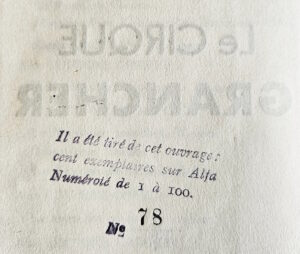 Le CIRQUE
GRANCHER
Il a été tiré de cet ouvrage :
cent exemplaires sur Alfa
Numéroté de 1 à 100.
Nº 78